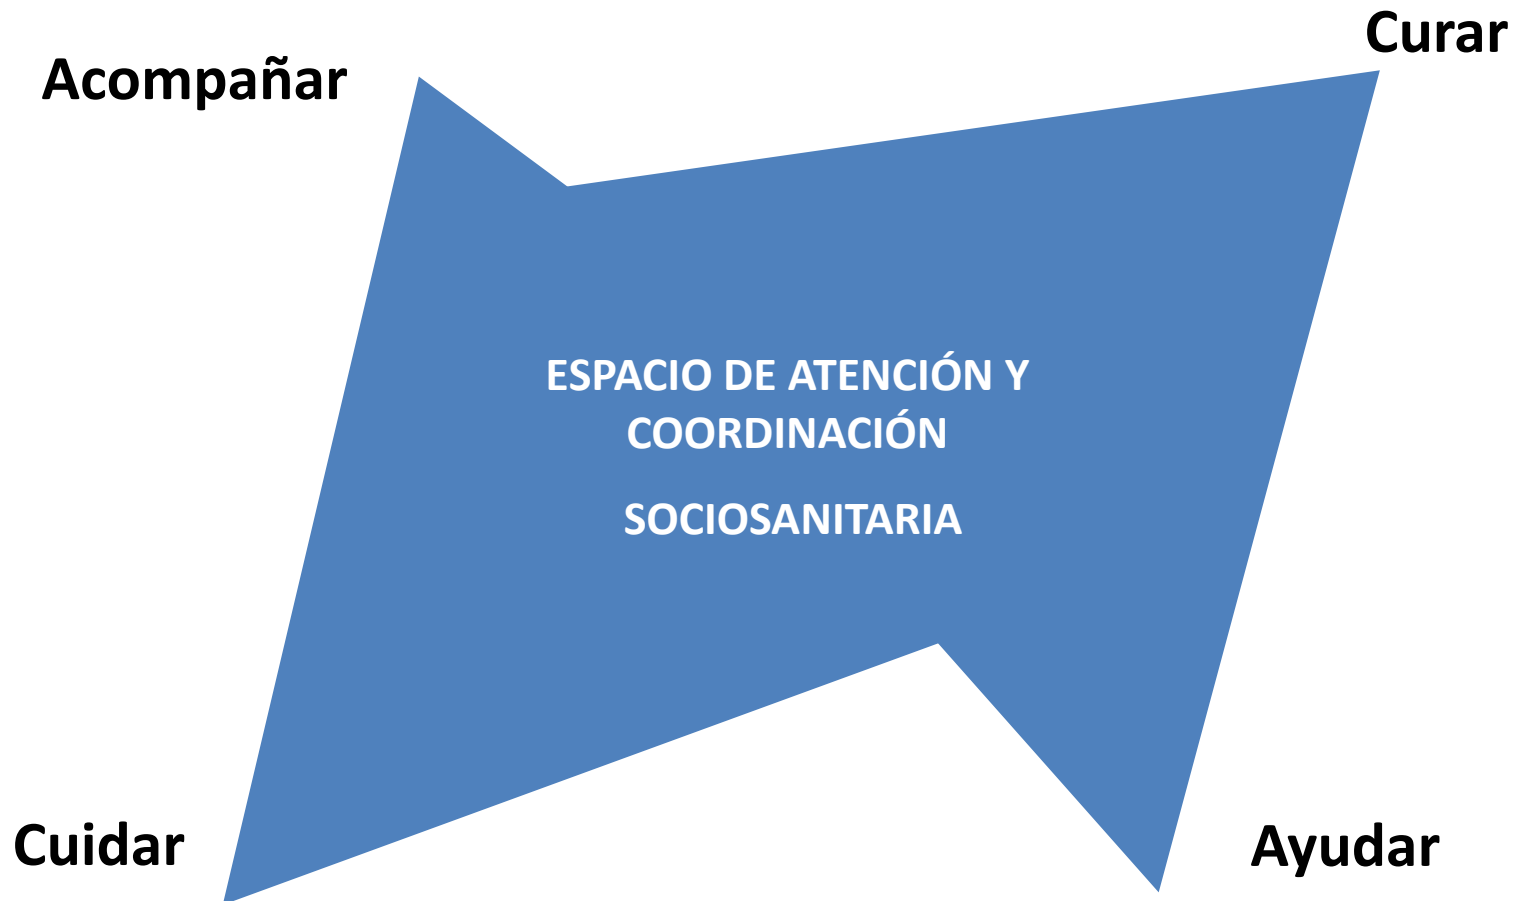 Curar
Acompañar
ESPACIO DE ATENCIÓN Y
COORDINACIÓN
SOCIOSANITARIA
Cuidar
Ayudar